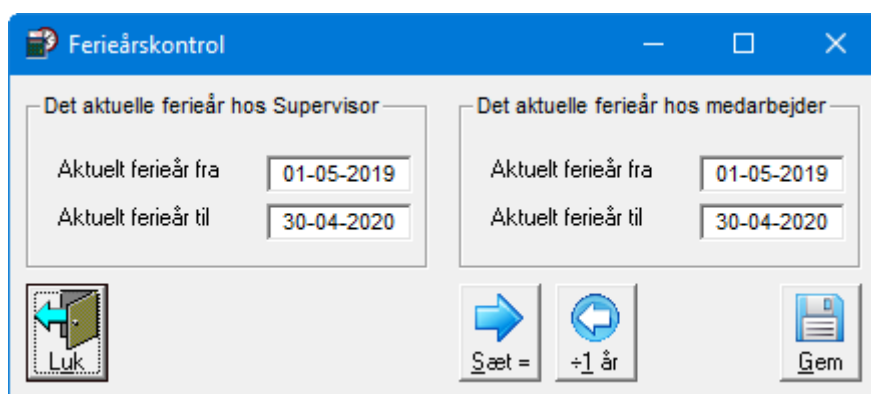 Ferieårskontrol
Det aktuelle ferieår hos Supervisor
Aktuelt ferieår fra 01-05-2019
Aktuelt ferieår til 30-04-2020
Det aktuelle ferieår hos medarbejder
Aktuelt ferieår fra 01-05-2019
Aktuelt ferieår til 30-04-2020
Luk
Sæt =
÷1 år
Gem